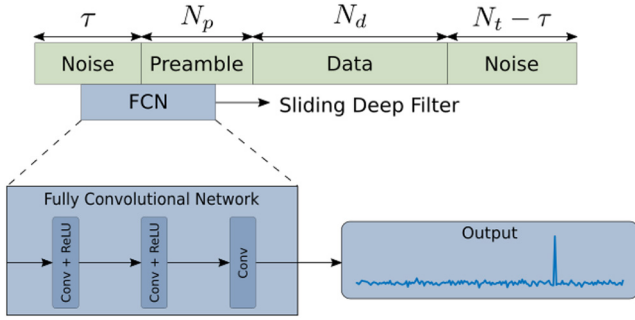 τ N_p N_d N_t − τ
Noise Preamble Data Noise
FCN Sliding Deep Filter
Fully Convolutional Network
Conv + ReLU
Conv + ReLU
Conv
Output